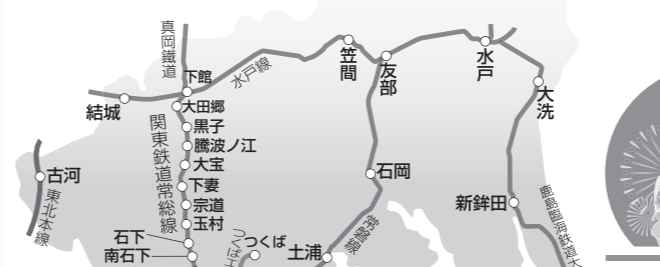 真岡鐵道
下館
水戸線
笠間
友部
水戸
結城
大田郷
黒子
騰波ノ江
大宝
下妻
宗道
玉村
石下
南石下
関東鉄道常総線
大洗
古河
東北本線
石岡
新鉾田
常磐線
つくば
土浦
鹿島臨海鉄道大